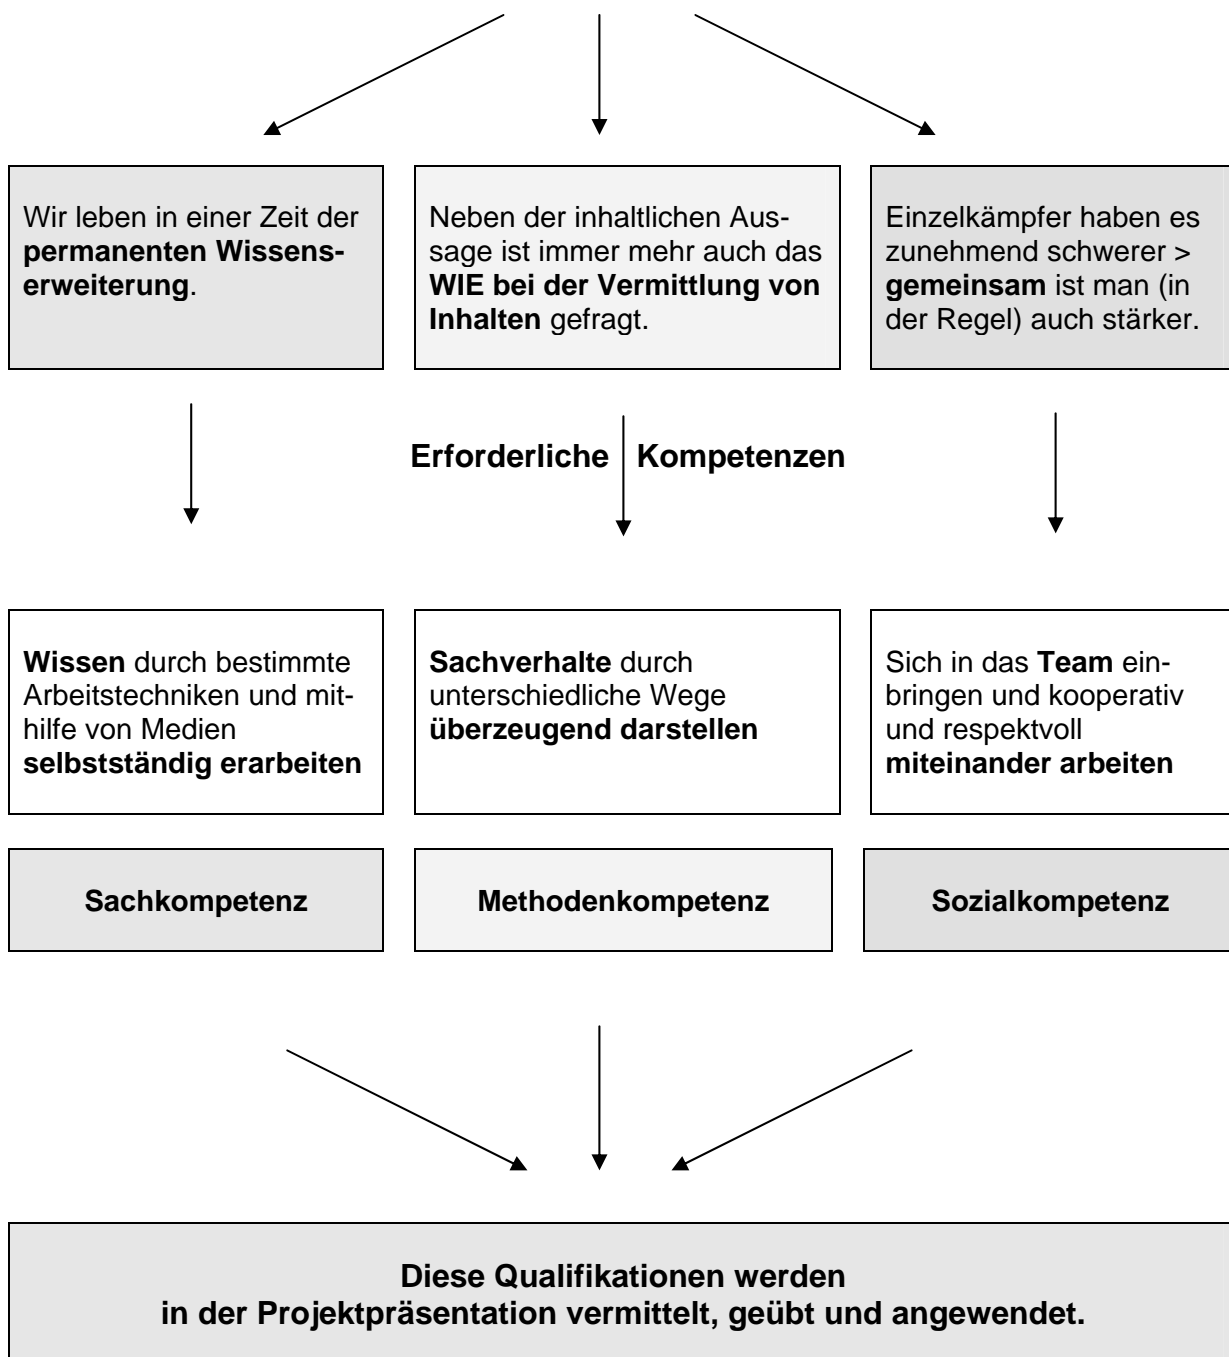 Wir leben in einer Zeit der
permanenten Wissens-
erweiterung.
Neben der inhaltlichen Aus-
sage ist immer mehr auch das
WIE bei der Vermittlung von
Inhalten gefragt.
Einzelkämpfer haben es
zunehmend schwerer >
gemeinsam ist man (in
der Regel) auch stärker.
Erforderliche Kompetenzen
Wissen durch bestimmte
Arbeitstechniken und mit-
hilfe von Medien
selbstständig erarbeiten
Sachverhalte durch
unterschiedliche Wege
überzeugend darstellen
Sich in das Team ein-
bringen und kooperativ
und respektvoll
miteinander arbeiten
Sachkompetenz
Methodenkompetenz
Sozialkompetenz
Diese Qualifikationen werden
in der Projektpräsentation vermittelt, geübt und angewendet.